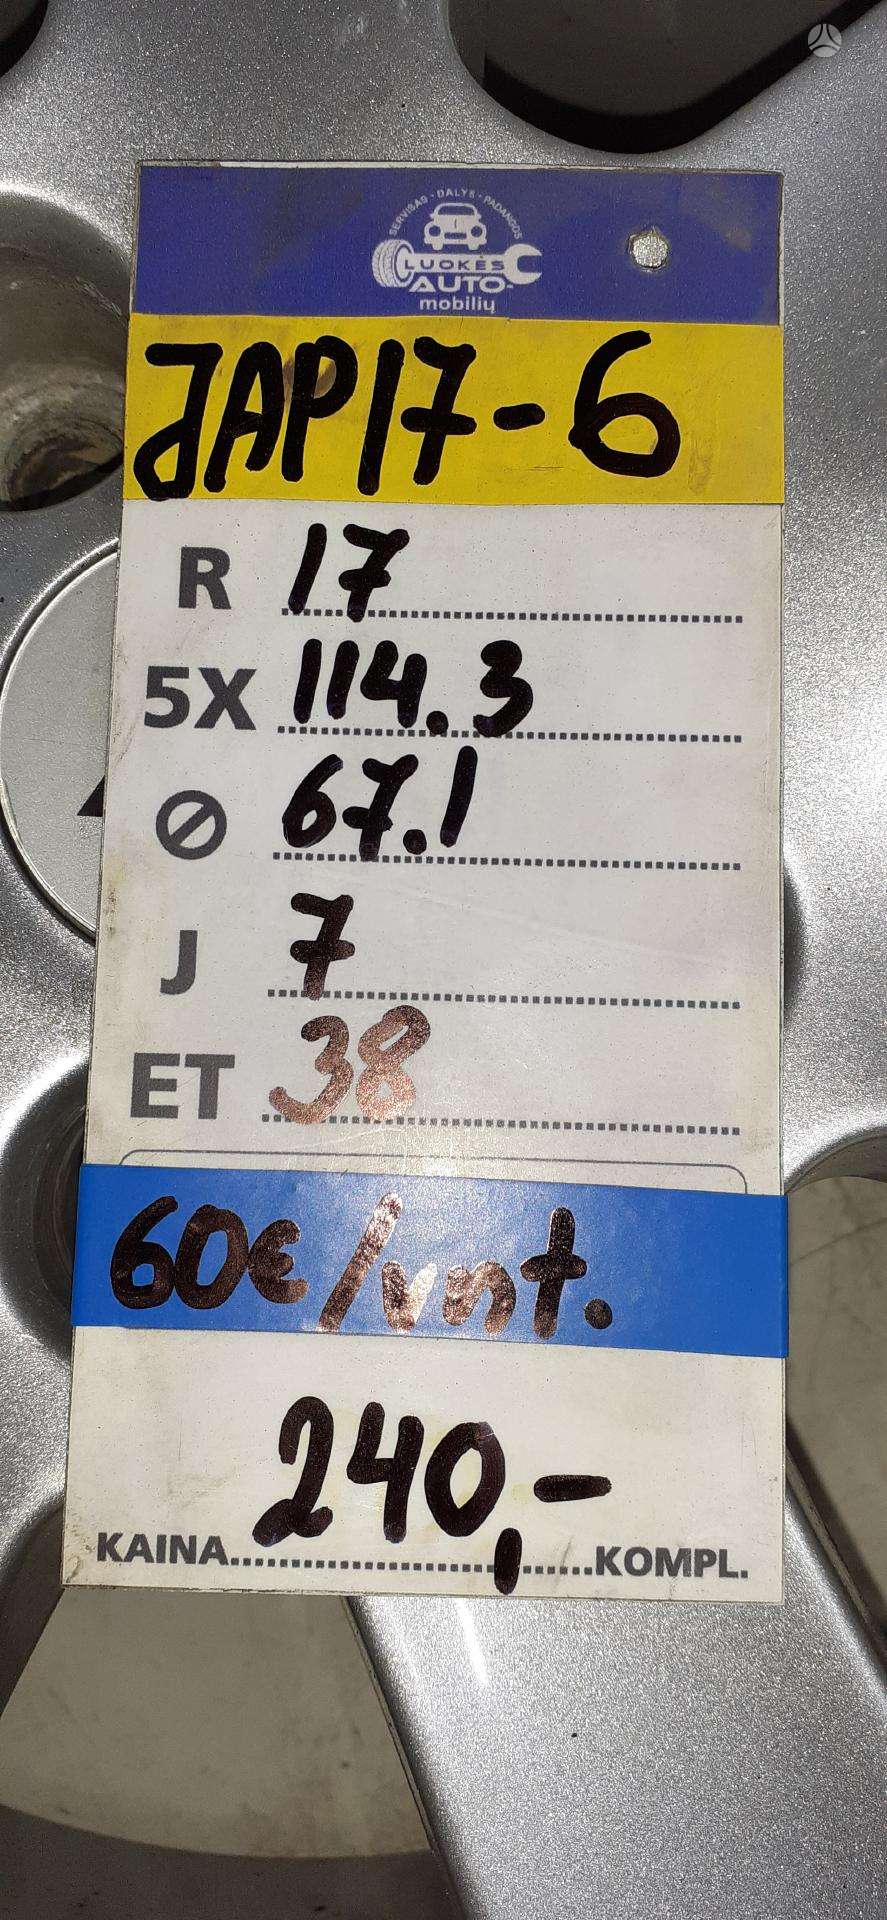 SERVISAS - DALYS - PADANGOS
LUOKĖS
AUTO-
mobilių
JAP17-6
R 17
5X 114.3
Ø 67.1
J 7
ET 38
60€/vnt.
240,-
KAINA KOMPL.